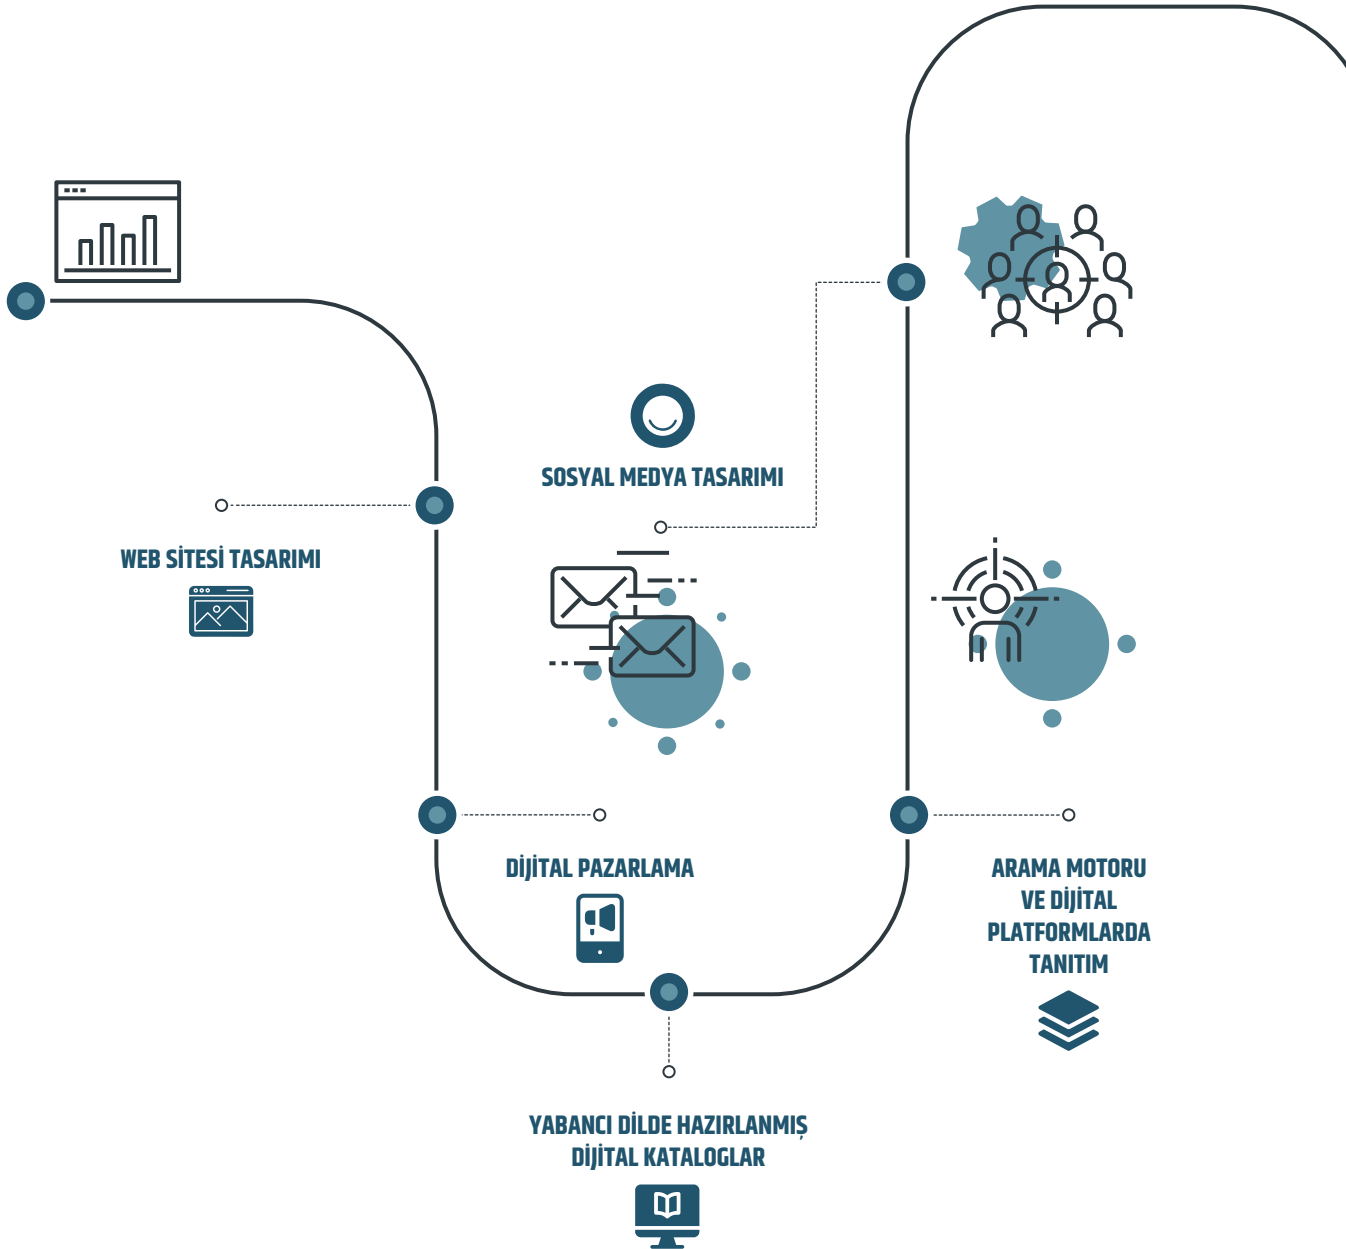 SOSYAL MEDYA TASARIMI
WEB SİTESİ TASARIMI
DİJİTAL PAZARLAMA
ARAMA MOTORU
VE DİJİTAL
PLATFORMLARDA
TANITIM
YABANCI DİLDE HAZIRLANMIŞ
DİJİTAL KATALOGLAR